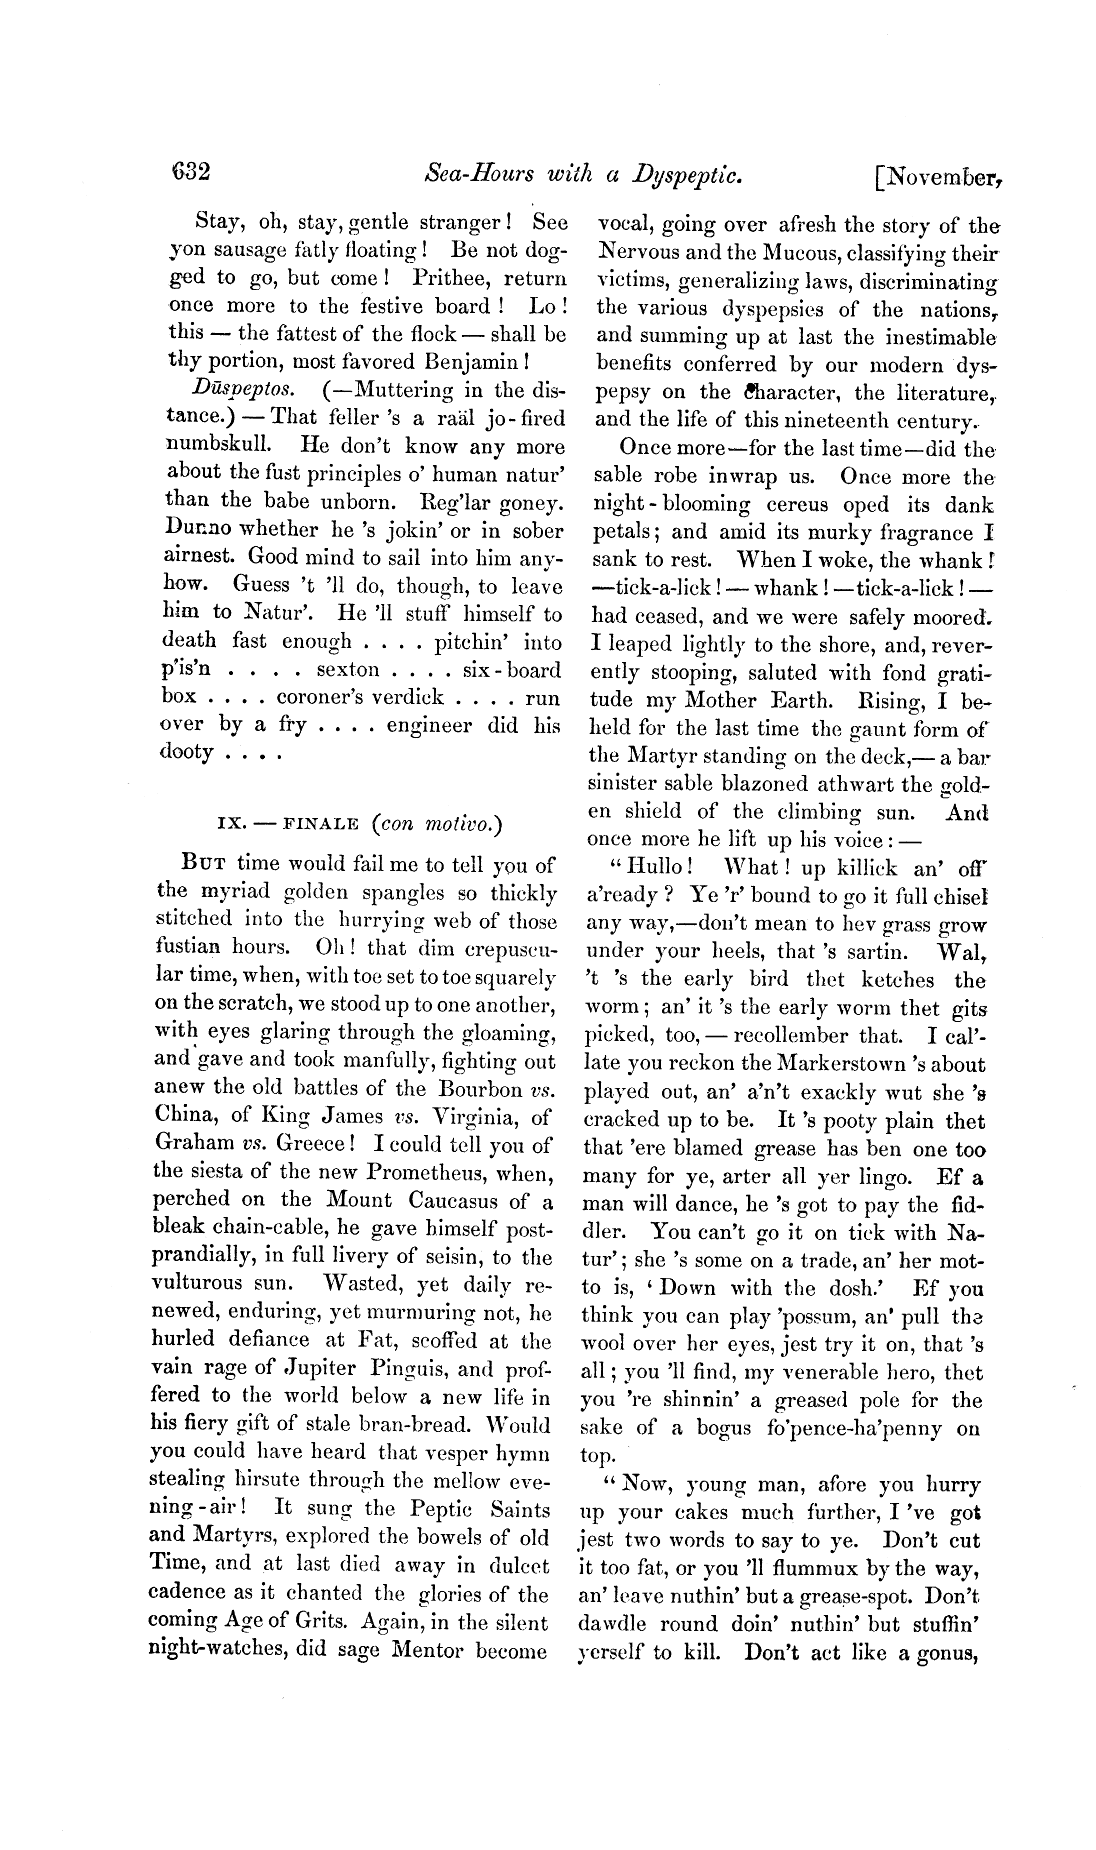 632 Sea-Hours with a Dyspeptic. [November,
Stay, oh, stay, gentle stranger! See
yon sausage fatly floating! Be not dog-
ged to go, but come! Prithee, return
once more to the festive board! Lo!
this — the fattest of the flock — shall be
thy portion, most favored Benjamin!
Dūspeptos. (—Muttering in the dis-
tance.) — That feller 's a raäl jo-fired
numbskull. He don't know any more
about the fust principles o' human natur'
than the babe unborn. Reg'lar goney.
Dunno whether he 's jokin' or in sober
airnest. Good mind to sail into him any-
how. Guess 't 'll do, though, to leave
him to Natur'. He 'll stuff himself to
death fast enough . . . . pitchin' into
p'is'n . . . . sexton . . . . six-board
box . . . . coroner's verdick . . . . run
over by a fry . . . . engineer did his
dooty . . . .
IX. — FINALE (con motivo.)
BUT time would fail me to tell you of
the myriad golden spangles so thickly
stitched into the hurrying web of those
fustian hours. Oh! that dim crepuscu-
lar time, when, with toe set to toe squarely
on the scratch, we stood up to one another,
with eyes glaring through the gloaming,
and gave and took manfully, fighting out
anew the old battles of the Bourbon vs.
China, of King James vs. Virginia, of
Graham vs. Greece! I could tell you of
the siesta of the new Prometheus, when,
perched on the Mount Caucasus of a
bleak chain-cable, he gave himself post-
prandially, in full livery of seisin, to the
vulturous sun. Wasted, yet daily re-
newed, enduring, yet murmuring not, he
hurled defiance at Fat, scoffed at the
vain rage of Jupiter Pinguis, and prof-
fered to the world below a new life in
his fiery gift of stale bran-bread. Would
you could have heard that vesper hymn
stealing hirsute through the mellow eve-
ning-air! It sung the Peptic Saints
and Martyrs, explored the bowels of old
Time, and at last died away in dulcet
cadence as it chanted the glories of the
coming Age of Grits. Again, in the silent
night-watches, did sage Mentor become
vocal, going over afresh the story of the
Nervous and the Mucous, classifying their
victims, generalizing laws, discriminating
the various dyspepsies of the nations,
and summing up at last the inestimable
benefits conferred by our modern dys-
pepsy on the character, the literature,
and the life of this nineteenth century.
Once more—for the last time—did the
sable robe inwrap us. Once more the
night-blooming cereus oped its dank
petals; and amid its murky fragrance I
sank to rest. When I woke, the whank!
—tick-a-lick! — whank! —tick-a-lick! —
had ceased, and we were safely moored.
I leaped lightly to the shore, and, rever-
ently stooping, saluted with fond grati-
tude my Mother Earth. Rising, I be-
held for the last time the gaunt form of
the Martyr standing on the deck,— a bar
sinister sable blazoned athwart the gold-
en shield of the climbing sun. And
once more he lift up his voice: —
"Hullo! What! up killick an' off
a'ready? Ye 'r' bound to go it full chisel
any way,—don't mean to hev grass grow
under your heels, that 's sartin. Wal,
't 's the early bird thet ketches the
worm; an' it 's the early worm thet gits
picked, too, — recollember that. I cal'-
late you reckon the Markerstown 's about
played out, an' a'n't exackly wut she 's
cracked up to be. It 's pooty plain thet
that 'ere blamed grease has ben one too
many for ye, arter all yer lingo. Ef a
man will dance, he 's got to pay the fid-
dler. You can't go it on tick with Na-
tur'; she 's some on a trade, an' her mot-
to is, 'Down with the dosh.' Ef you
think you can play 'possum, an' pull the
wool over her eyes, jest try it on, that 's
all; you 'll find, my venerable hero, thet
you 're shinnin' a greased pole for the
sake of a bogus fo'pence-ha'penny on
top.
"Now, young man, afore you hurry
up your cakes much further, I 've got
jest two words to say to ye. Don't cut
it too fat, or you 'll flummux by the way,
an' leave nuthin' but a grease-spot. Don't
dawdle round doin' nuthin' but stuffin'
yerself to kill. Don't act like a gonus,